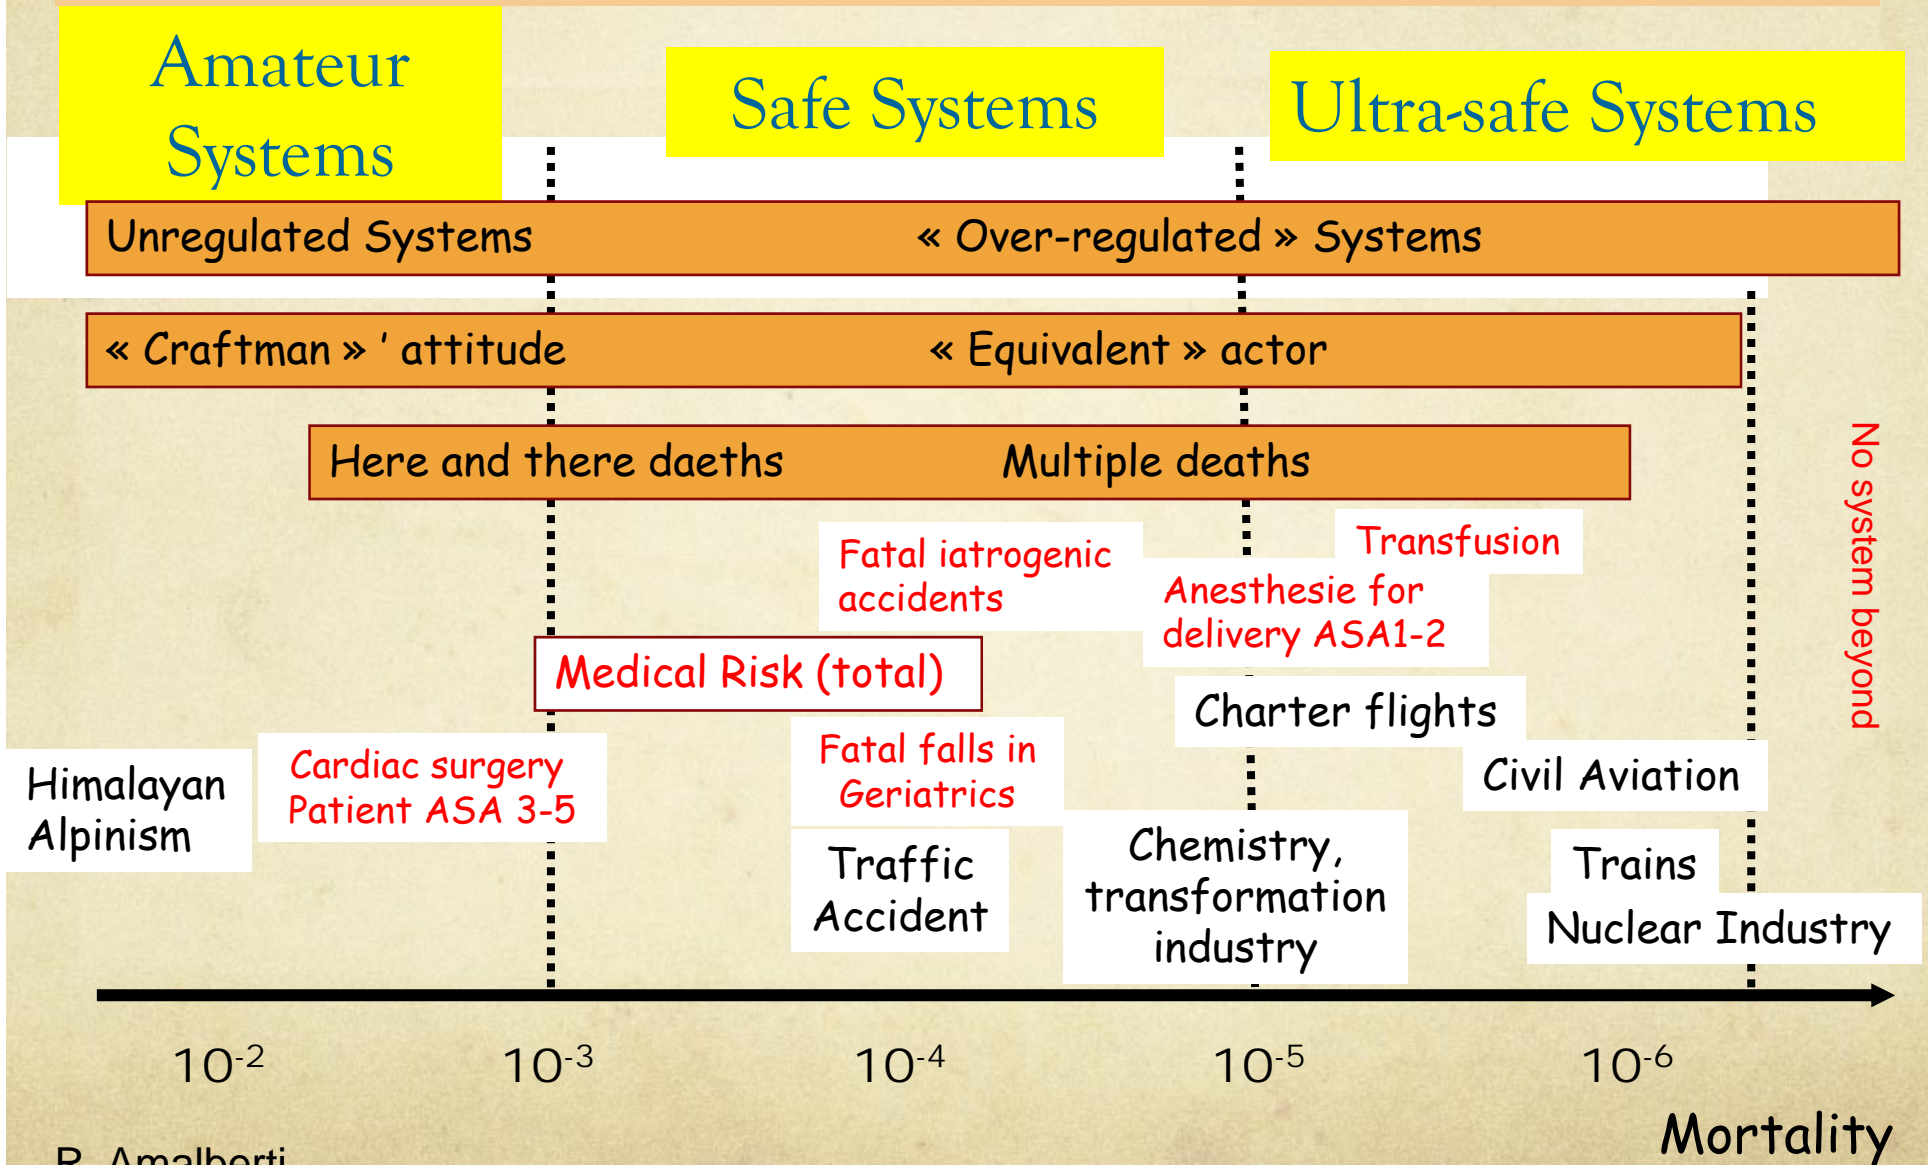 Amateur
Systems
Safe Systems
Ultra-safe Systems
Unregulated Systems
« Over-regulated » Systems
« Craftman » ’ attitude
« Equivalent » actor
Here and there daeths
Multiple deaths
No system beyond
Fatal iatrogenic
accidents
Transfusion
Anesthesie for
delivery ASA1-2
Medical Risk (total)
Charter flights
Himalayan
Alpinism
Cardiac surgery
Patient ASA 3-5
Fatal falls in
Geriatrics
Civil Aviation
Traffic
Accident
Chemistry,
transformation
industry
Trains
Nuclear Industry
10⁻²
10⁻³
10⁻⁴
10⁻⁵
10⁻⁶
Mortality
R. Amalberti